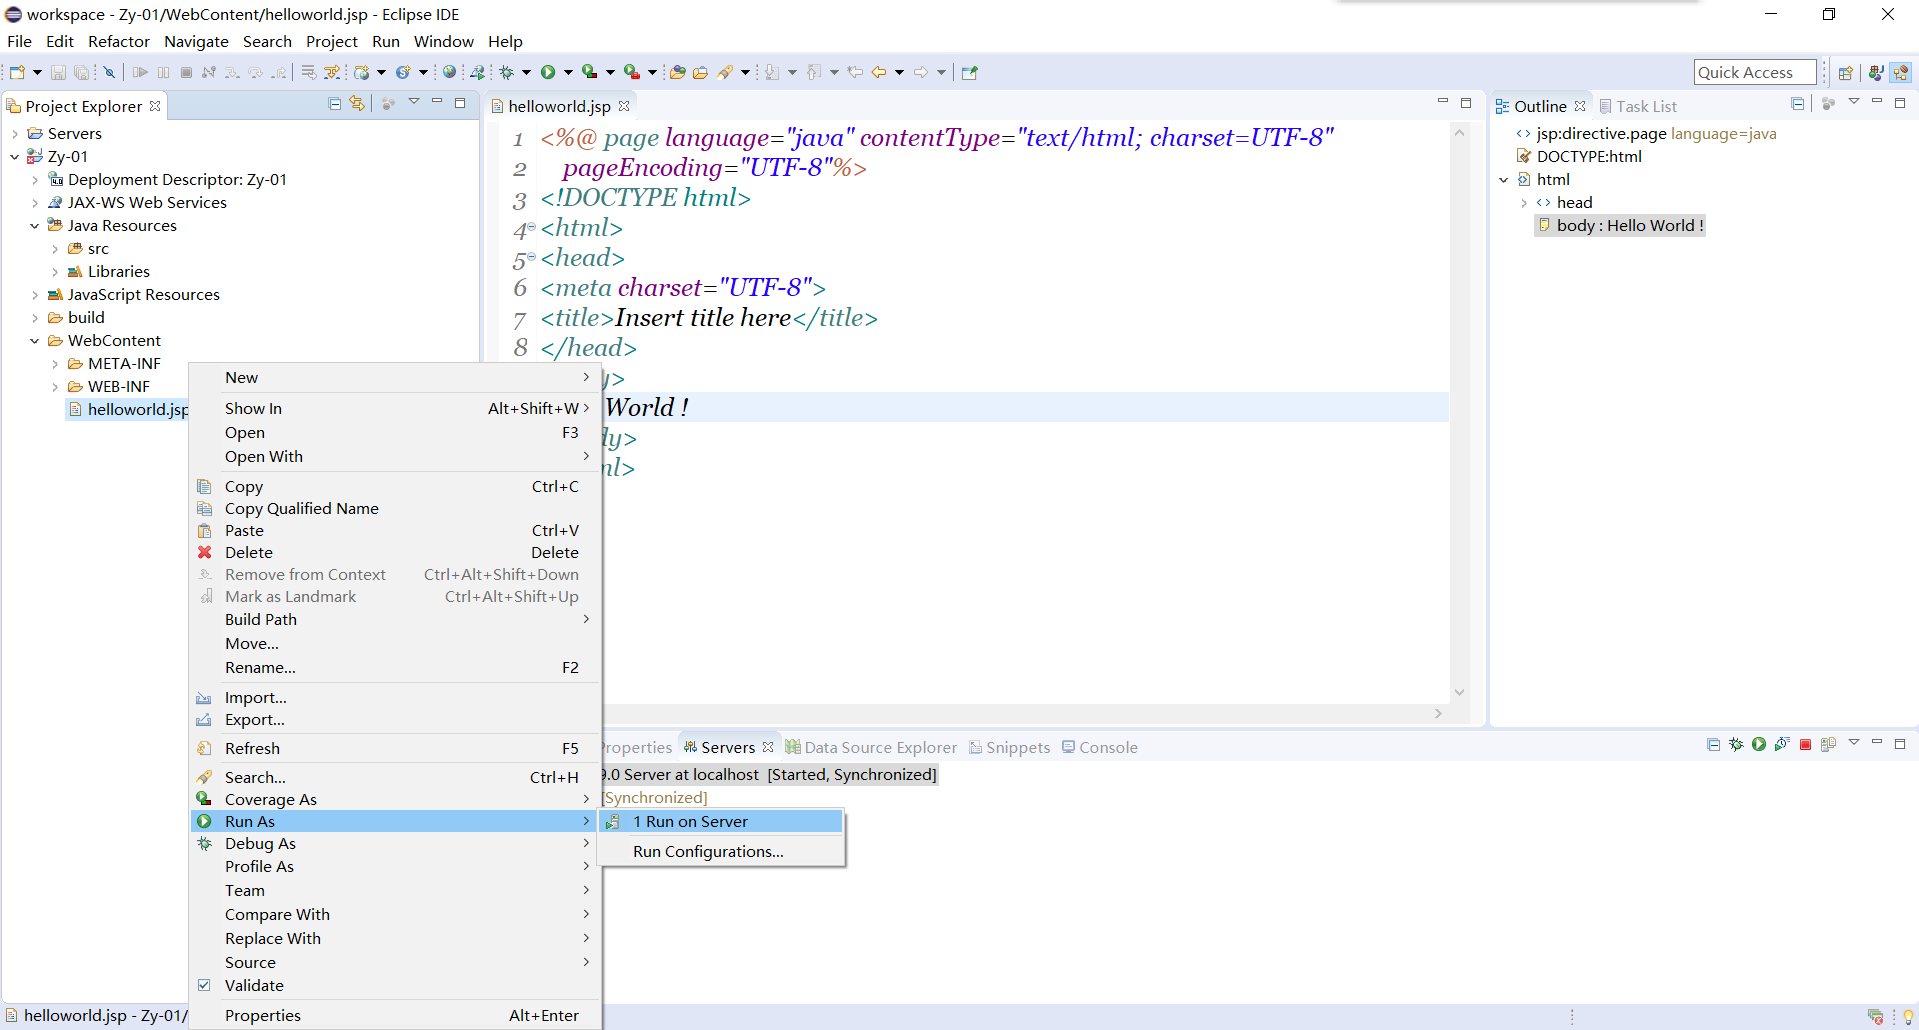 workspace - Zy-01/WebContent/helloworld.jsp - Eclipse IDE
File Edit Refactor Navigate Search Project Run Window Help
Quick Access
Project Explorer
Servers
Zy-01
Deployment Descriptor: Zy-01
JAX-WS Web Services
Java Resources
src
Libraries
JavaScript Resources
build
WebContent
META-INF
WEB-INF
helloworld.jsp
helloworld.jsp
1 <%@ page language="java" contentType="text/html; charset=UTF-8"
2 pageEncoding="UTF-8"%>
3 <!DOCTYPE html>
4 <html>
5 <head>
6 <meta charset="UTF-8">
7 <title>Insert title here</title>
8 </head>
y>
World !
dy>
ml>
Outline Task List
jsp:directive.page language=java
DOCTYPE:html
html
head
body : Hello World !
New
Show In Alt+Shift+W
Open F3
Open With
Copy Ctrl+C
Copy Qualified Name
Paste Ctrl+V
Delete Delete
Remove from Context Ctrl+Alt+Shift+Down
Mark as Landmark Ctrl+Alt+Shift+Up
Build Path
Move...
Rename... F2
Import...
Export...
Refresh F5
Search... Ctrl+H
Coverage As
Run As
Debug As
Profile As
Team
Compare With
Replace With
Source
Validate
Properties Alt+Enter
1 Run on Server
Run Configurations...
roperties Servers Data Source Explorer Snippets Console
9.0 Server at localhost [Started, Synchronized]
[Synchronized]
helloworld.jsp - Zy-01/